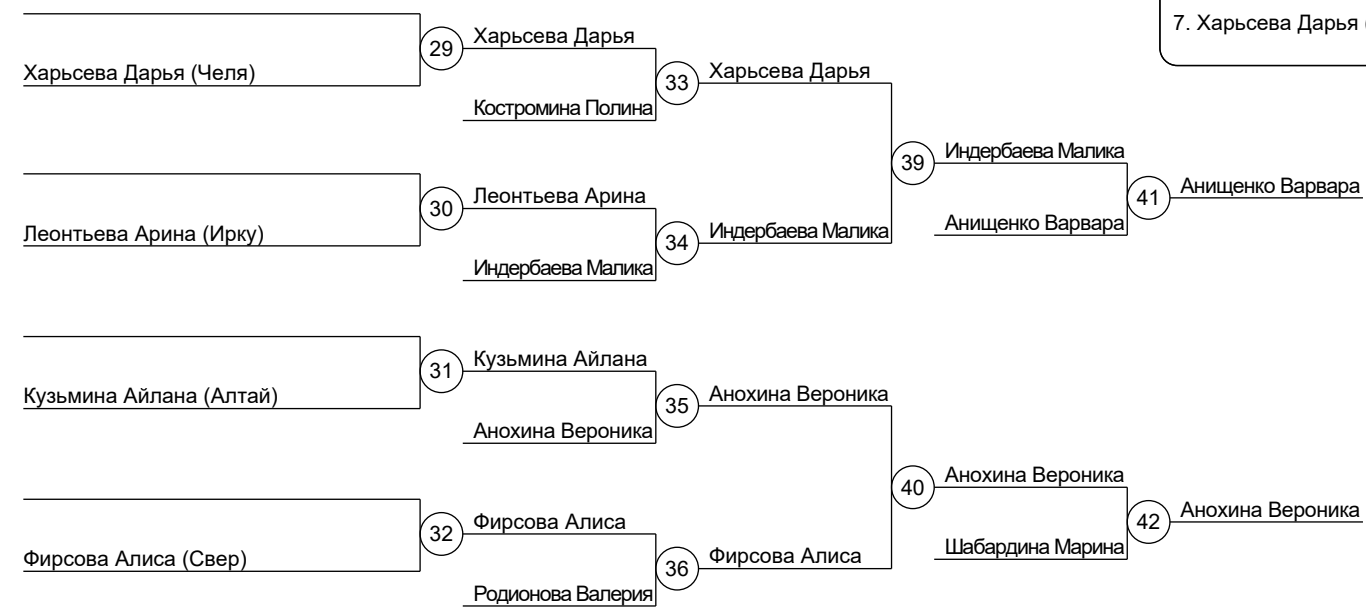 7. Харьсева Дарья (
29
Харьсева Дарья
Харьсева Дарья (Челя)
33
Харьсева Дарья
Костромина Полина
39
Индербаева Малика
Леонтьева Арина
30
Леонтьева Арина (Ирку)
34
Индербаева Малика
Индербаева Малика
41
Анищенко Варвара
Анищенко Варвара
31
Кузьмина Айлана
Кузьмина Айлана (Алтай)
35
Анохина Вероника
Анохина Вероника
40
Анохина Вероника
32
Фирсова Алиса
Фирсова Алиса (Свер)
36
Фирсова Алиса
Родионова Валерия
42
Анохина Вероника
Шабардина Марина